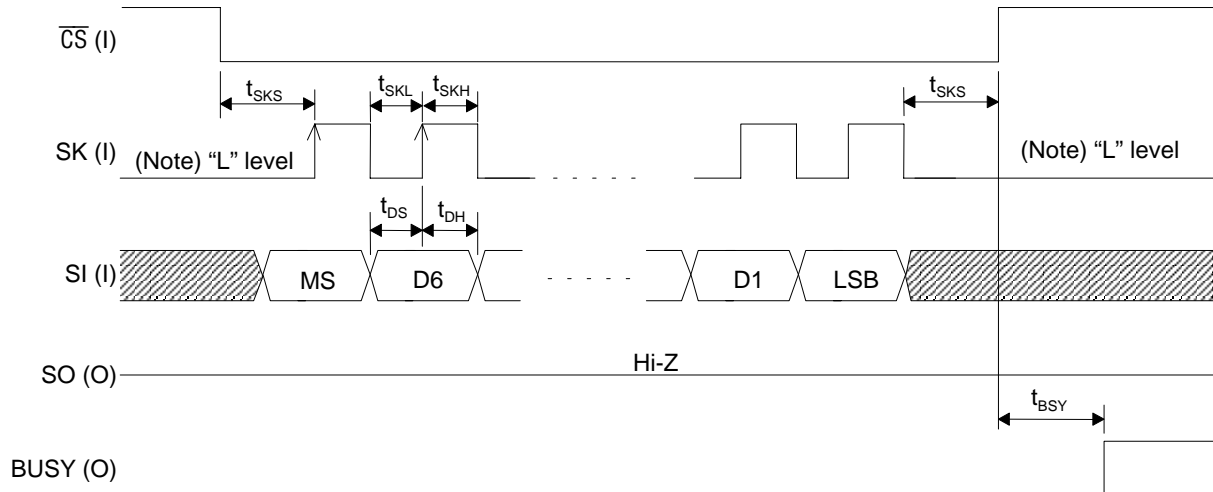 CS (I)
tSKS
tSKL
tSKH
tSKS
SK (I)
(Note) “L” level
(Note) “L” level
tDS
tDH
SI (I)
MS
D6
D1
LSB
SO (O)
Hi-Z
tBSY
BUSY (O)